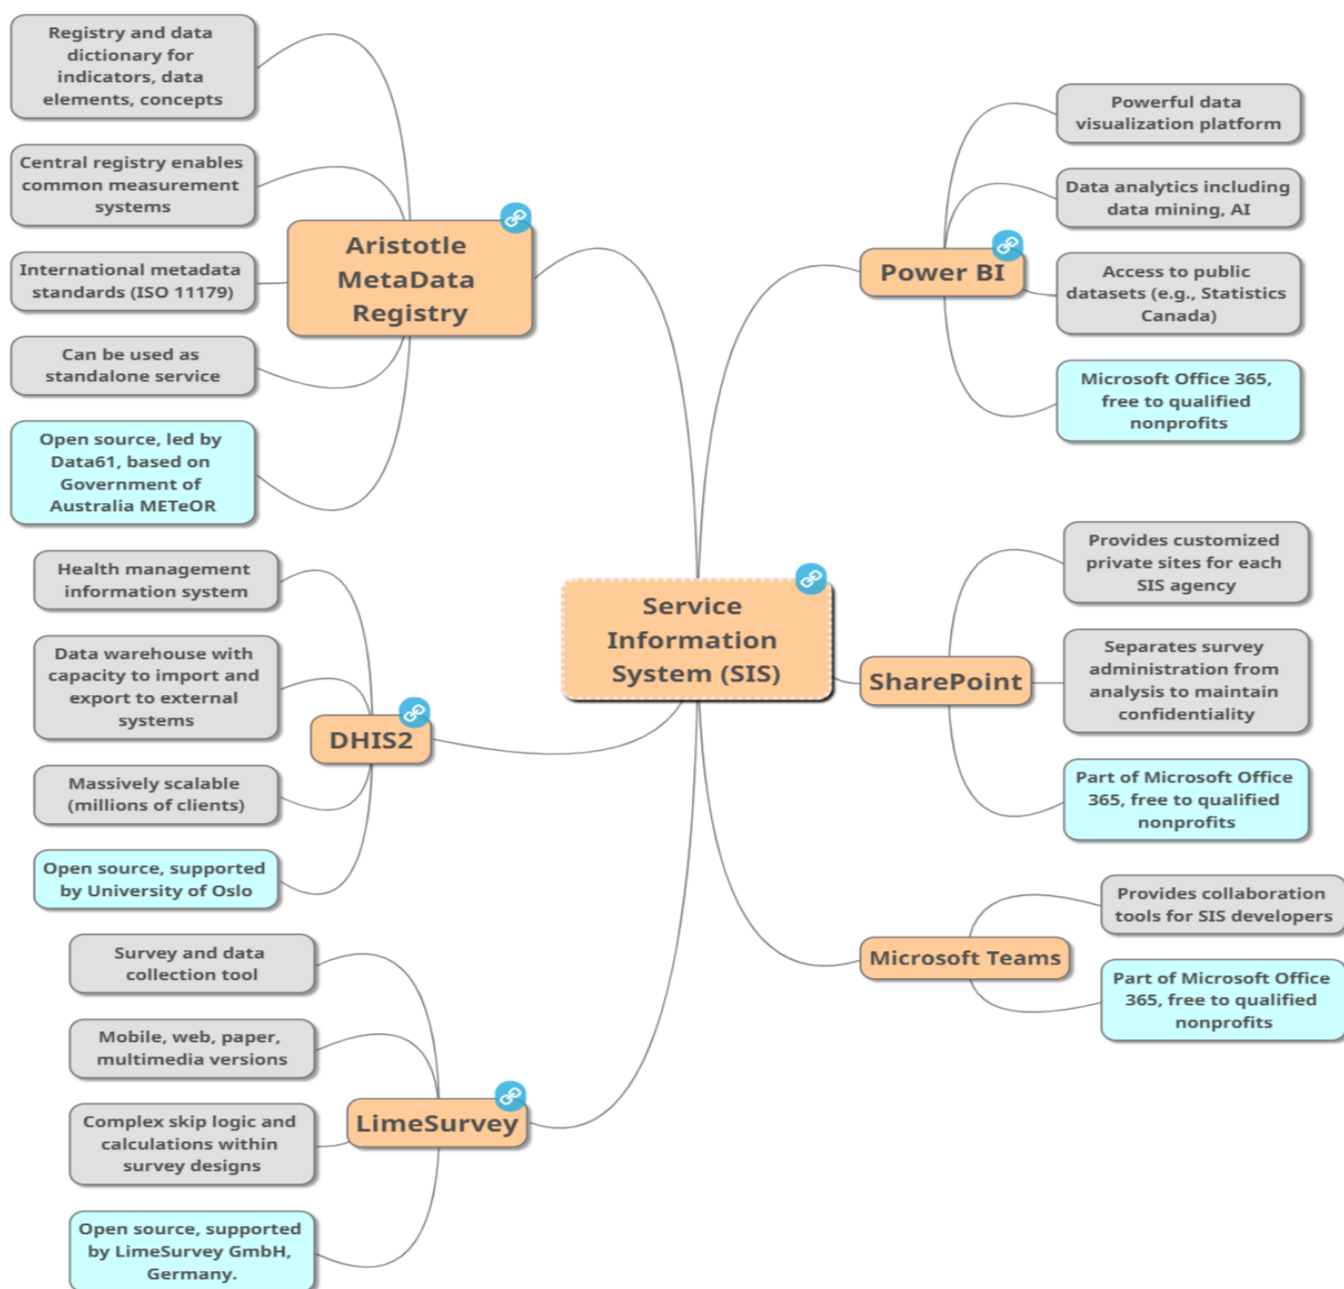 Registry and data
dictionary for
indicators, data
elements, concepts
Central registry enables
common measurement
systems
International metadata
standards (ISO 11179)
Can be used as
standalone service
Open source, led by
Data61, based on
Government of
Australia METeOR
Aristotle
MetaData
Registry
Health management
information system
Data warehouse with
capacity to import and
export to external
systems
Massively scalable
(millions of clients)
Open source, supported
by University of Oslo
DHIS2
Survey and data
collection tool
Mobile, web, paper,
multimedia versions
Complex skip logic and
calculations within
survey designs
Open source, supported
by LimeSurvey GmbH,
Germany.
LimeSurvey
Service
Information
System (SIS)
Power BI
Powerful data
visualization platform
Data analytics including
data mining, AI
Access to public
datasets (e.g., Statistics
Canada)
Microsoft Office 365,
free to qualified
nonprofits
SharePoint
Provides customized
private sites for each
SIS agency
Separates survey
administration from
analysis to maintain
confidentiality
Part of Microsoft Office
365, free to qualified
nonprofits
Microsoft Teams
Provides collaboration
tools for SIS developers
Part of Microsoft Office
365, free to qualified
nonprofits